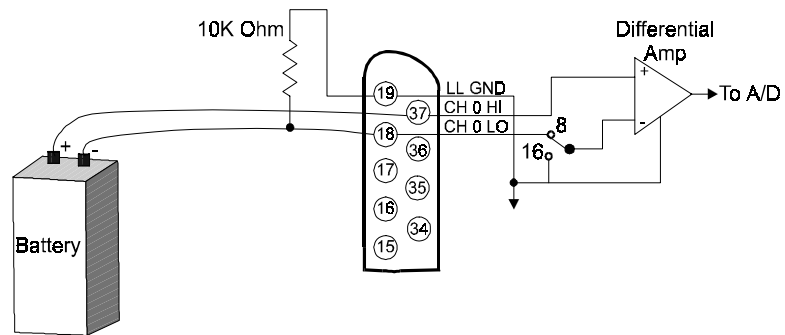 10K Ohm
Differential
Amp
19
LL GND
+
To A/D
37
CH 0 HI
18
CH 0 LO
8
-
+
-
36
16
17
35
16
34
15
Battery